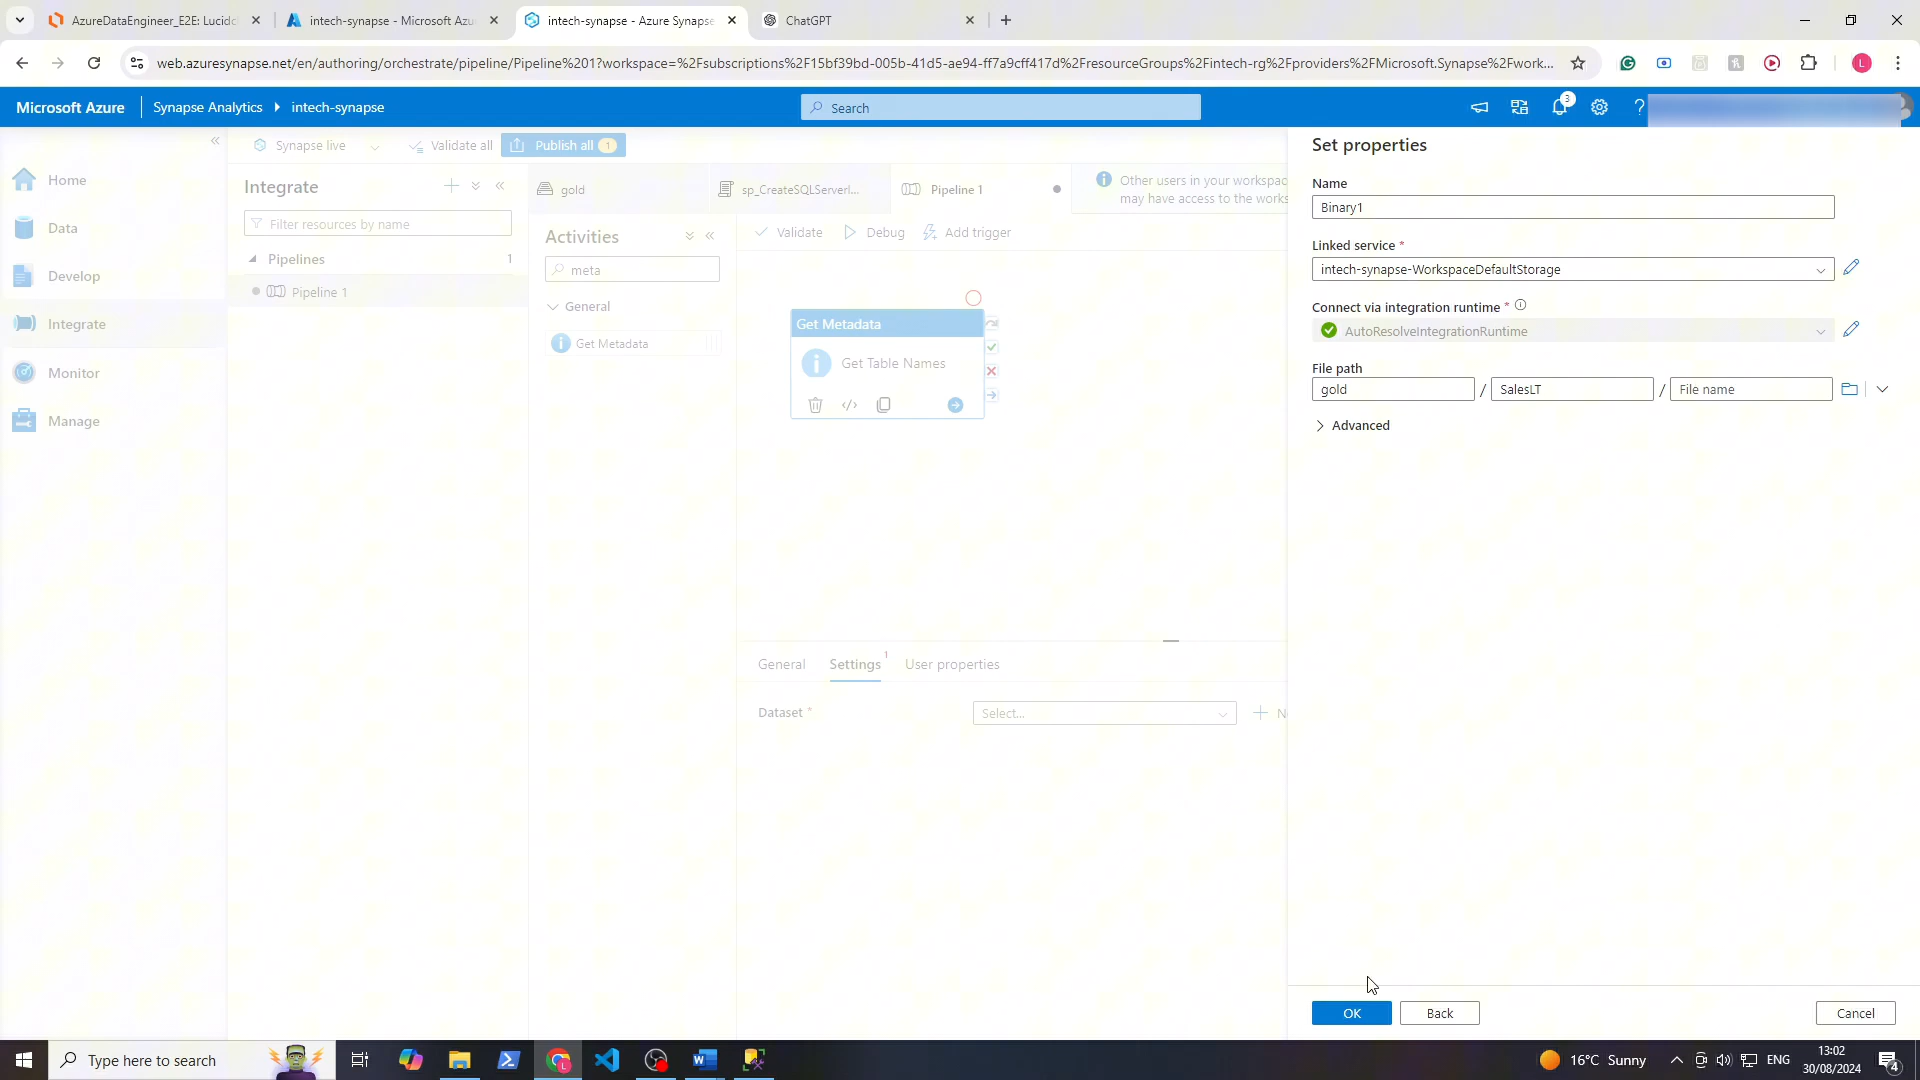 AzureDataEngineer_E2E: Lucidc
intech-synapse - Microsoft Azu
intech-synapse - Azure Synapse
ChatGPT
web.azuresynapse.net/en/authoring/orchestrate/pipeline/Pipeline%201?workspace=%2Fsubscriptions%2F15bf39bd-005b-41d5-ae94-ff7a9cff417d%2FresourceGroups%2Fintech-rg%2Fproviders%2FMicrosoft.Synapse%2Fwork...
L
Microsoft Azure
Synapse Analytics
intech-synapse
Search
3
Synapse live
Validate all
Publish all
1
Home
Data
Develop
Integrate
Monitor
Manage
Integrate
Filter resources by name
Pipelines
1
Pipeline 1
gold
sp_CreateSQLServerl...
Pipeline 1
Other users in your workspac
may have access to the works
Activities
meta
General
Get Metadata
Validate
Debug
Add trigger
Get Metadata
Get Table Names
General
Settings
1
User properties
Dataset *
Select...
Set properties
Name
Binary1
Linked service *
intech-synapse-WorkspaceDefaultStorage
Connect via integration runtime *
AutoResolveIntegrationRuntime
File path
gold / SalesLT / File name
Advanced
OK
Back
Cancel
Type here to search
16°C Sunny
ENG
13:02
30/08/2024
4